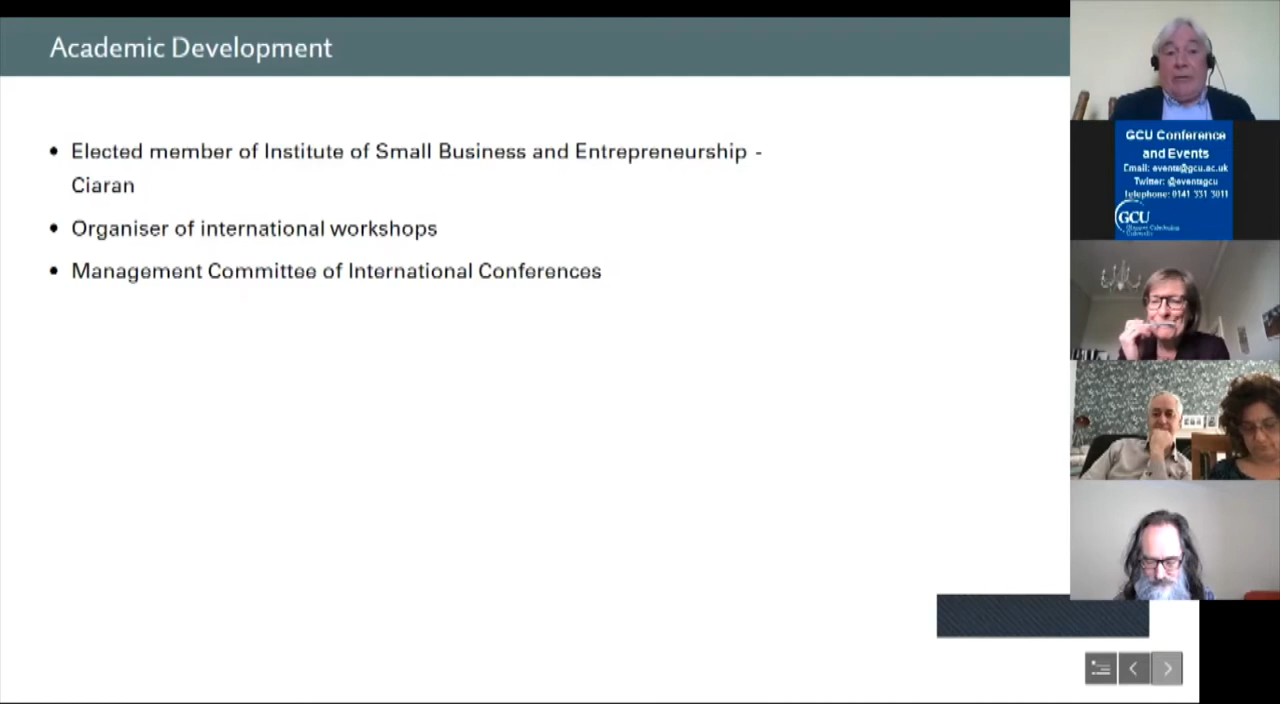 Academic Development
• Elected member of Institute of Small Business and Entrepreneurship -
Ciaran
• Organiser of international workshops
• Management Committee of International Conferences
GCU Conference
and Events
Email: events@gcu.ac.uk
Twitter: @eventsgcu
Telephone: 0141 331 3011
GCU